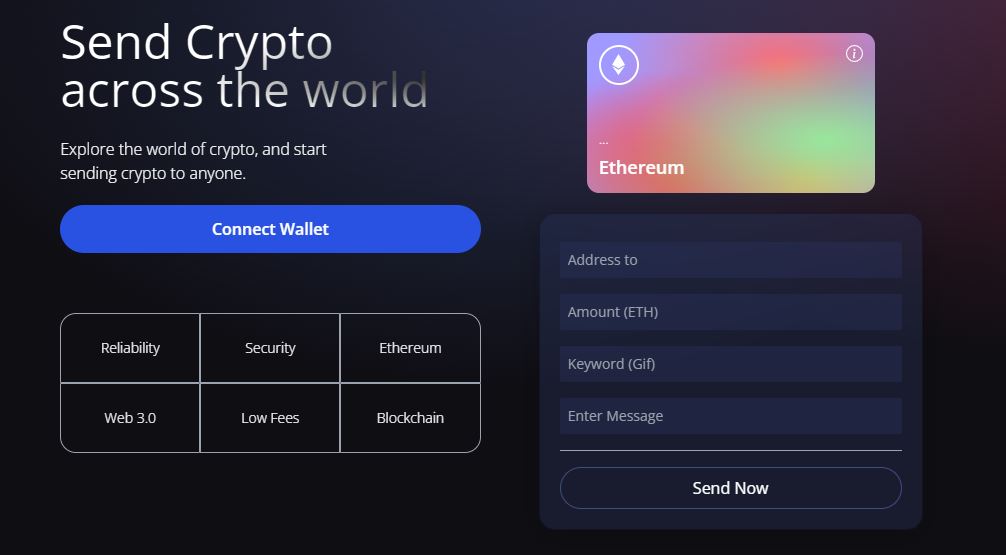 Send Crypto
across the world
Explore the world of crypto, and start
sending crypto to anyone.
Connect Wallet
Reliability
Security
Ethereum
Web 3.0
Low Fees
Blockchain
i
...
Ethereum
Address to
Amount (ETH)
Keyword (Gif)
Enter Message
Send Now